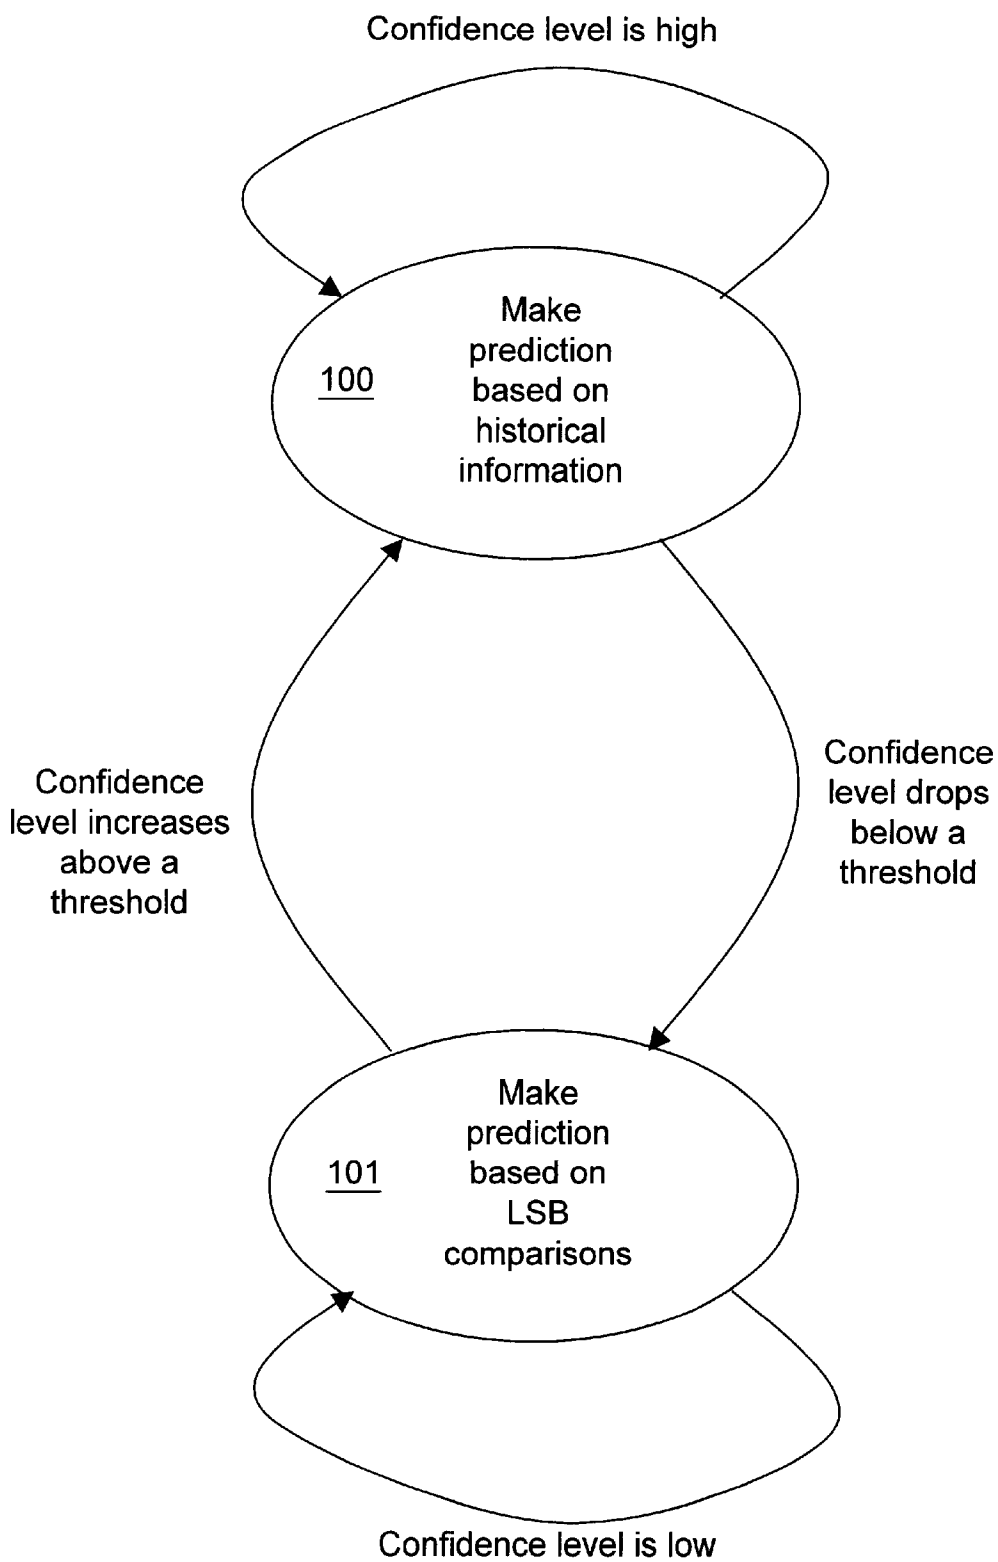 Confidence level is high
100
Make
prediction
based on
historical
information
Confidence
level increases
above a
threshold
Confidence
level drops
below a
threshold
101
Make
prediction
based on
LSB
comparisons
Confidence level is low